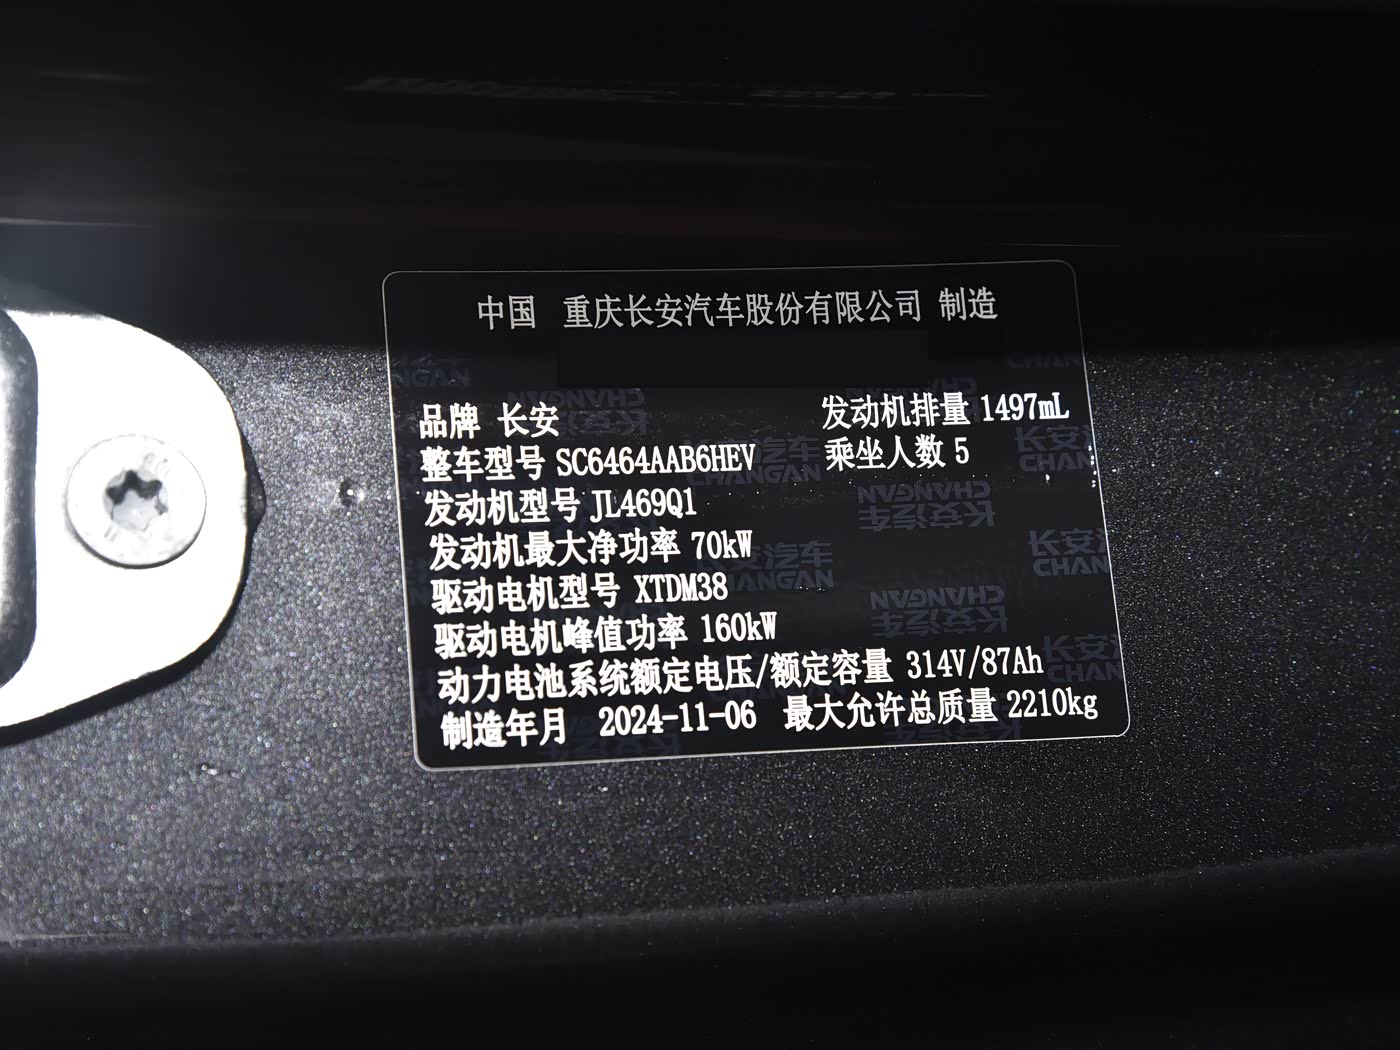 中国 重庆长安汽车股份有限公司 制造
品牌 长安 发动机排量 1497mL
整车型号 SC6464AAB6HEV 乘坐人数 5
发动机型号 JL469Q1
发动机最大净功率 70kW
驱动电机型号 XTDM38
驱动电机峰值功率 160kW
动力电池系统额定电压/额定容量 314V/87Ah
制造年月 2024-11-06 最大允许总质量 2210kg
长安汽车
CHANGAN